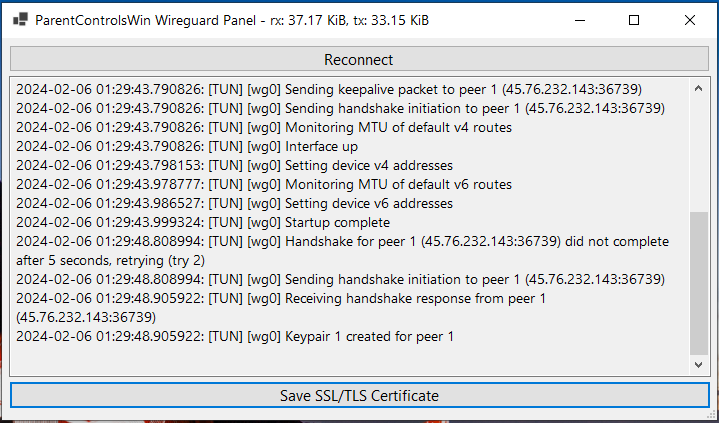 ParentControlsWin Wireguard Panel - rx: 37.17 KiB, tx: 33.15 KiB
Reconnect
2024-02-06 01:29:43.790826: [TUN] [wg0] Sending keepalive packet to peer 1 (45.76.232.143:36739)
2024-02-06 01:29:43.790826: [TUN] [wg0] Sending handshake initiation to peer 1 (45.76.232.143:36739)
2024-02-06 01:29:43.790826: [TUN] [wg0] Monitoring MTU of default v4 routes
2024-02-06 01:29:43.790826: [TUN] [wg0] Interface up
2024-02-06 01:29:43.798153: [TUN] [wg0] Setting device v4 addresses
2024-02-06 01:29:43.978777: [TUN] [wg0] Monitoring MTU of default v6 routes
2024-02-06 01:29:43.986527: [TUN] [wg0] Setting device v6 addresses
2024-02-06 01:29:43.999324: [TUN] [wg0] Startup complete
2024-02-06 01:29:48.808994: [TUN] [wg0] Handshake for peer 1 (45.76.232.143:36739) did not complete
after 5 seconds, retrying (try 2)
2024-02-06 01:29:48.808994: [TUN] [wg0] Sending handshake initiation to peer 1 (45.76.232.143:36739)
2024-02-06 01:29:48.905922: [TUN] [wg0] Receiving handshake response from peer 1
(45.76.232.143:36739)
2024-02-06 01:29:48.905922: [TUN] [wg0] Keypair 1 created for peer 1
Save SSL/TLS Certificate